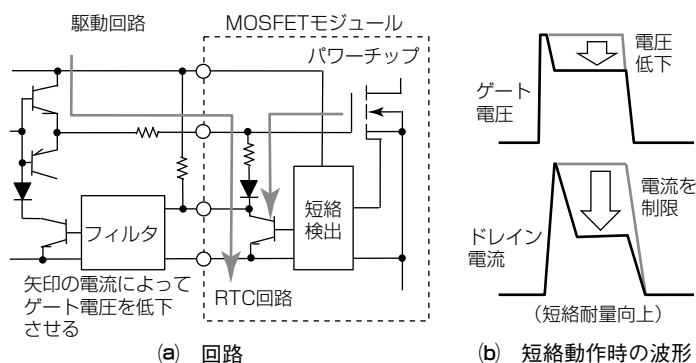 駆動回路
MOSFETモジュール
パワーチップ
フィルタ
短絡
検出
矢印の電流によって
ゲート電圧を低下
させる
RTC回路
(a) 回路
電圧
低下
ゲート
電圧
電流を
制限
ドレイン
電流
(短絡耐量向上)
(b) 短絡動作時の波形